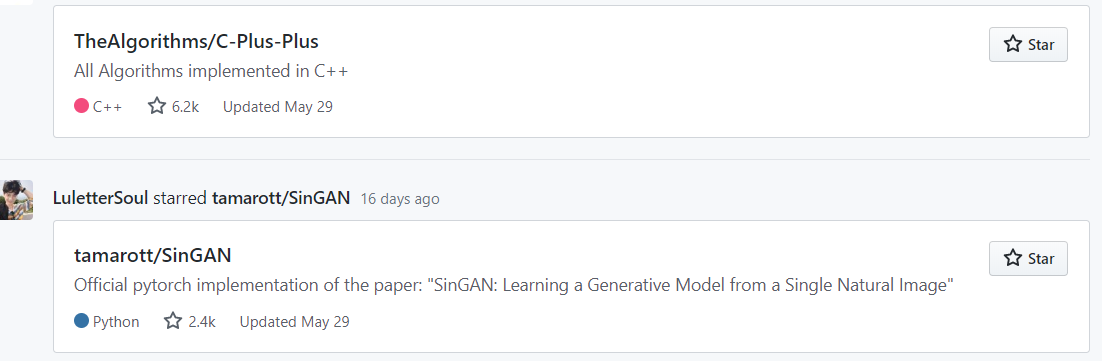 TheAlgorithms/C-Plus-Plus
Star
All Algorithms implemented in C++
C++ 6.2k Updated May 29
LuletterSoul starred tamarott/SinGAN 16 days ago
tamarott/SinGAN
Star
Official pytorch implementation of the paper: "SinGAN: Learning a Generative Model from a Single Natural Image"
Python 2.4k Updated May 29